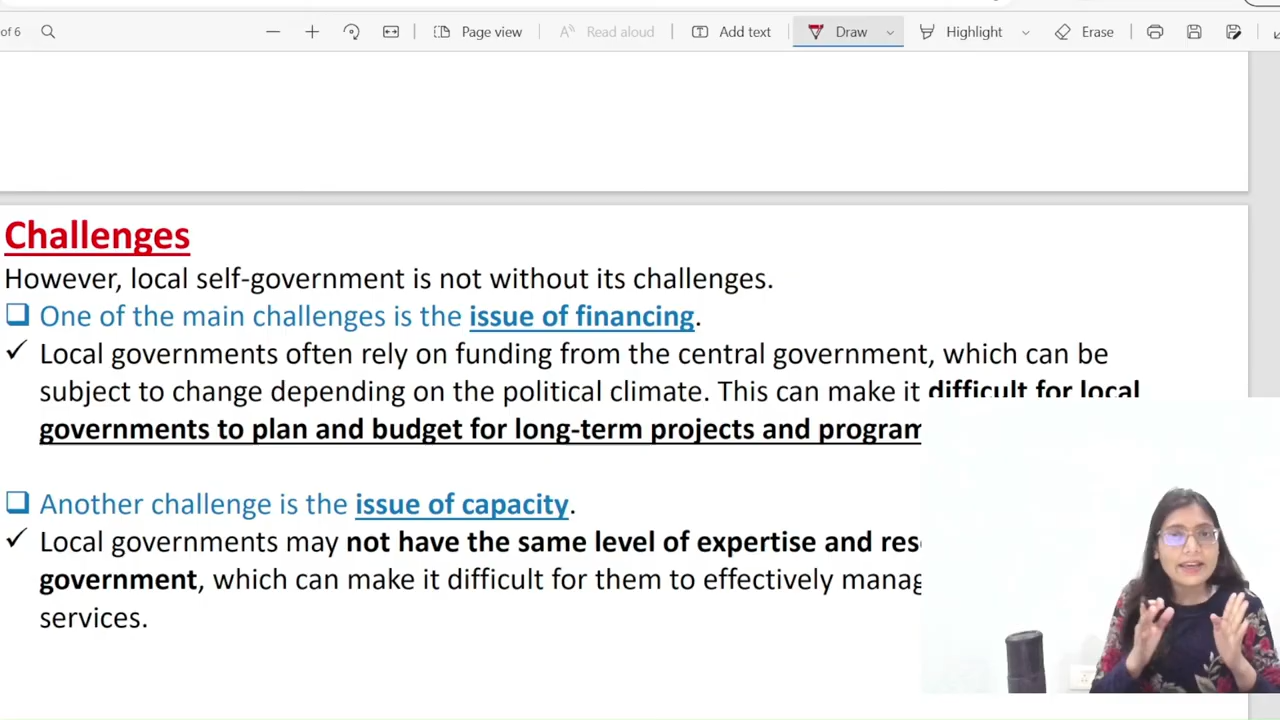 of 6
Page view
Read aloud
Add text
Draw
Highlight
Erase
Challenges
However, local self-government is not without its challenges.
One of the main challenges is the issue of financing.
Local governments often rely on funding from the central government, which can be
subject to change depending on the political climate. This can make it difficult for local
governments to plan and budget for long-term projects and program
Another challenge is the issue of capacity.
Local governments may not have the same level of expertise and res
government, which can make it difficult for them to effectively manag
services.